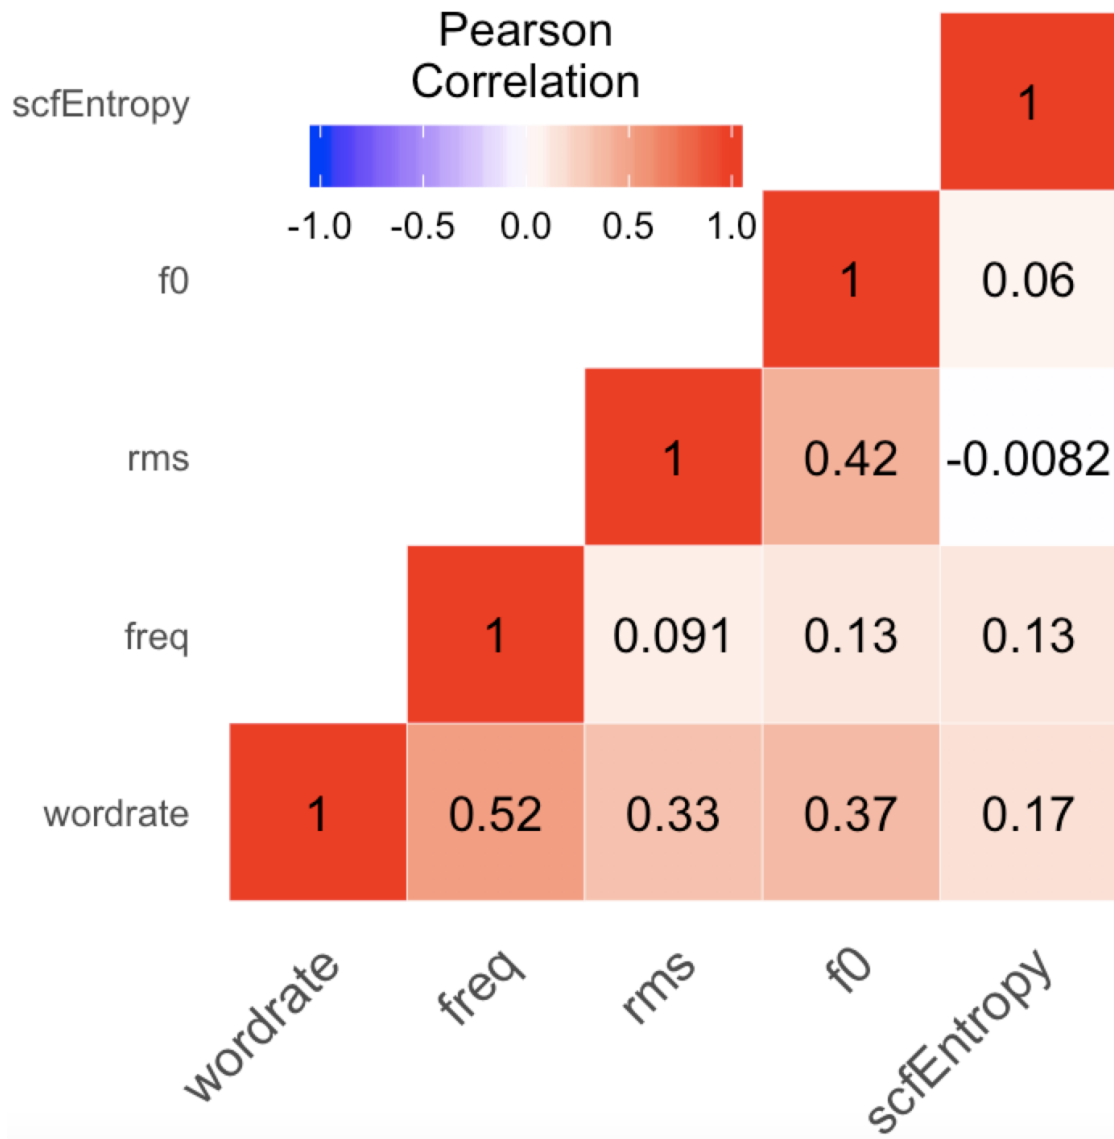 Pearson
Correlation
-1.0 -0.5 0.0 0.5 1.0
scfEntropy 1
f0 1 0.06
rms 1 0.42 -0.0082
freq 1 0.091 0.13 0.13
wordrate 1 0.52 0.33 0.37 0.17
wordrate freq rms f0 scfEntropy